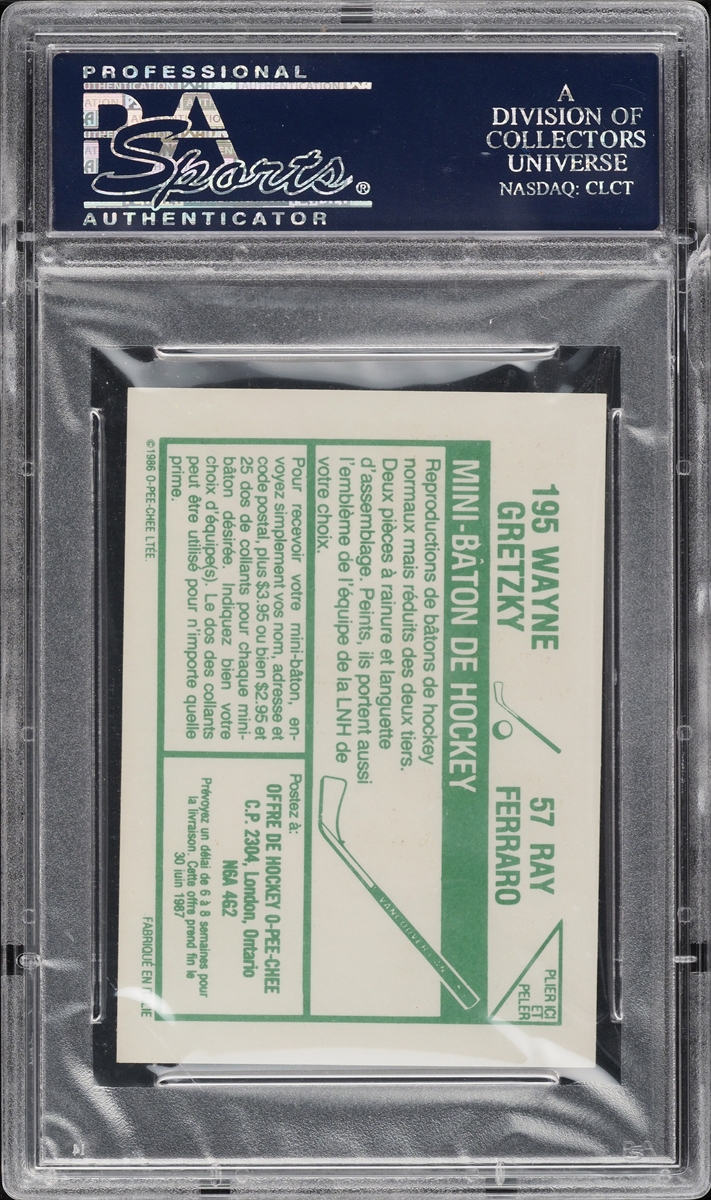 PROFESSIONAL
PSA
Sports®
AUTHENTICATOR
A
DIVISION OF
COLLECTORS
UNIVERSE
NASDAQ: CLCT
195 WAYNE
GRETZKY
57 RAY
FERRARO
PLIER ICI
ET
PELER
MINI-BÂTON DE HOCKEY
Reproductions de bâtons de hockey
normaux mais réduits des deux tiers.
Deux pièces à rainure et languette
d'assemblage. Peints, ils portent aussi
l'emblème de l'équipe de la LNH de
votre choix.
VANCOUVER
Pour recevoir votre mini-bâton, en-
voyez simplement vos nom, adresse et
code postal, plus $3.95 ou bien $2.95 et
25 dos de collants pour chaque mini-
bâton désirée. Indiquez bien votre
choix d'équipe(s). Le dos des collants
peut être utilisé pour n'importe quelle
prime.
Postez à:
OFFRE DE HOCKEY O-PEE-CHEE
C.P. 2304, London, Ontario
N6A 4G2
Prévoyez un délai de 6 à 8 semaines pour
la livraison. Cette offre prend fin le
30 juin 1987
©1986 O-PEE-CHEE LTÉE.
FABRIQUÉ EN